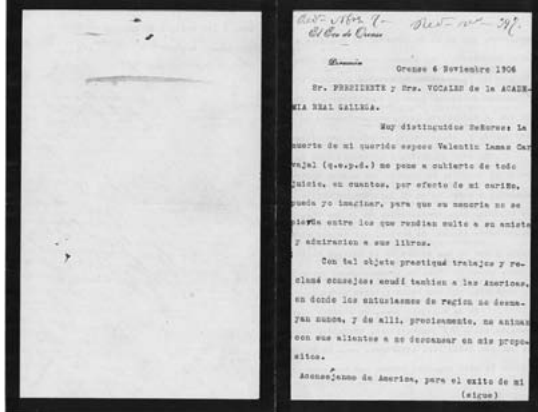 El Eco de Orense
Dirección
Orense 6 Noviembre 1906
Sr. PRESIDENTE y Srs. VOCALES de la ACADE-
MIA REAL GALLEGA.
Muy distinguidos Señores: La
muerte de mi querido esposo Valentin Lamas Car
vajal (q.e.p.d.) me pone a cubierto de todo
juicio, en cuantos, por efecto de mi cariño,
pueda yo imaginar, para que su memoria no se
pierda entre los que rendian culto a su amista
y admiracion a sus libros.
Con tal objeto practiqué trabajos y re-
clamé consejos: acudí tambien a las Americas,
en donde los entusiasmos de region no desma-
yan nunca, y de alli, precisamente, me animan
con sus alientos a no descansar en mis propo-
sitos.
Aconsejanme de America, para el exito de mi
(sigue)